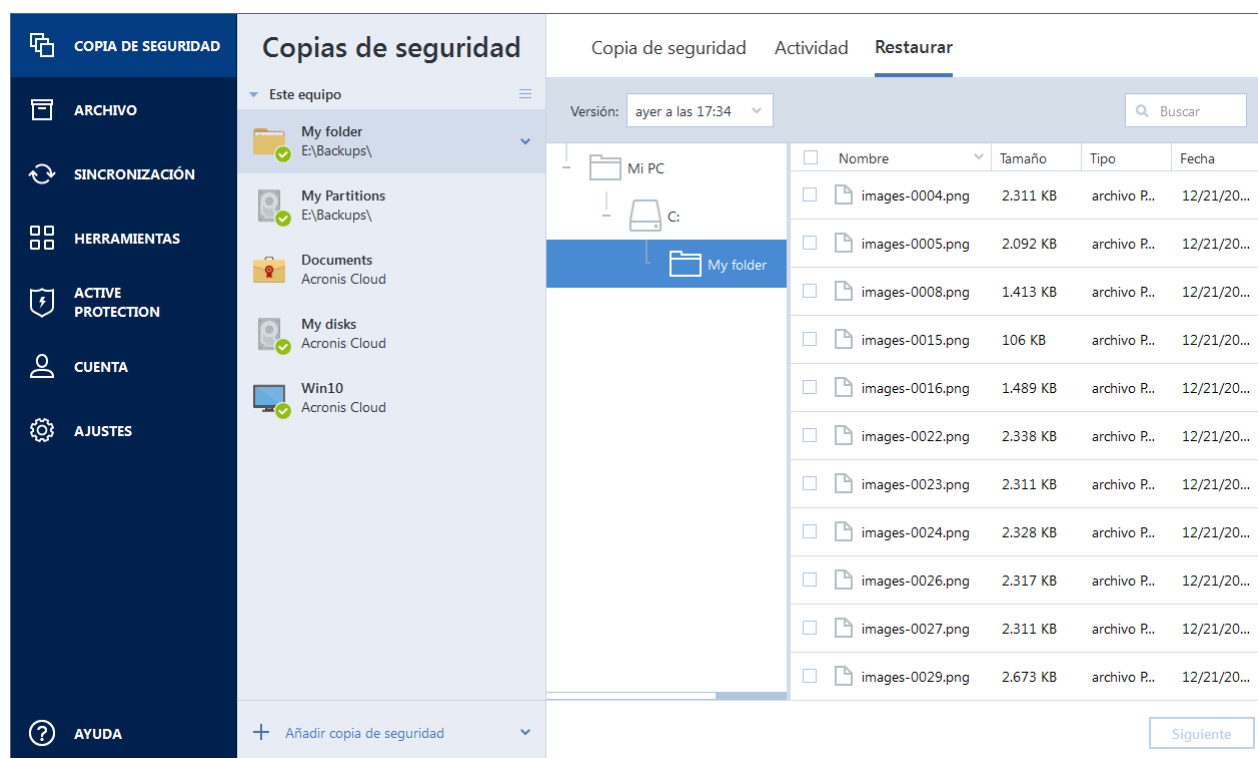 COPIA DE SEGURIDAD
ARCHIVO
SINCRONIZACIÓN
HERRAMIENTAS
ACTIVE
PROTECTION
CUENTA
AJUSTES
AYUDA
Copias de seguridad
Este equipo
My folder
E:\Backups\
My Partitions
E:\Backups\
Documents
Acronis Cloud
My disks
Acronis Cloud
Win10
Acronis Cloud
Añadir copia de seguridad
Copia de seguridad Actividad Restaurar
Versión: ayer a las 17:34 Buscar
Mi PC
C:
My folder
Nombre Tamaño Tipo Fecha
images-0004.png 2.311 KB archivo P... 12/21/20...
images-0005.png 2.092 KB archivo P... 12/21/20...
images-0008.png 1.413 KB archivo P... 12/21/20...
images-0015.png 106 KB archivo P... 12/21/20...
images-0016.png 1.489 KB archivo P... 12/21/20...
images-0022.png 2.338 KB archivo P... 12/21/20...
images-0023.png 2.311 KB archivo P... 12/21/20...
images-0024.png 2.328 KB archivo P... 12/21/20...
images-0026.png 2.317 KB archivo P... 12/21/20...
images-0027.png 2.311 KB archivo P... 12/21/20...
images-0029.png 2.673 KB archivo P... 12/21/20...
Siguiente